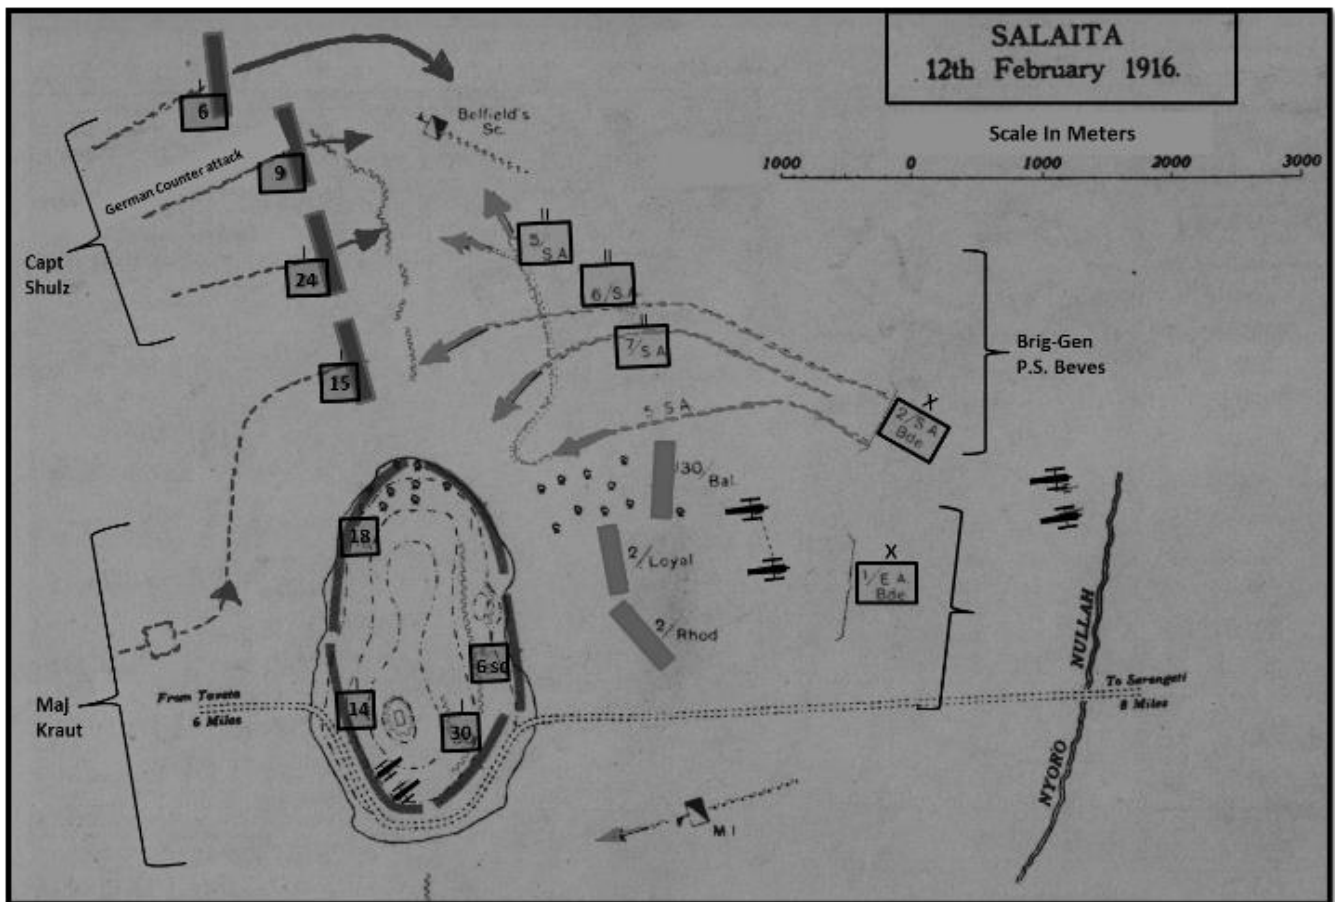 SALAITA
12th February 1916.
Scale In Meters
1000 0 1000 2000 3000
6
Belfield's
Sc.
9
German Counter attack
24
Capt
Shulz
15
5/
S A
6/S A
7/S A
5 S A
X
2/S A
Bde
Brig-Gen
P.S. Beves
130/
Bal.
2/Loyal
2/Rhod
X
1/E A
Bde
18
6 SC
14
30
Maj
Kraut
From Taveta
6 Miles
To Serengeti
8 Miles
NYORO NULLAH
M I